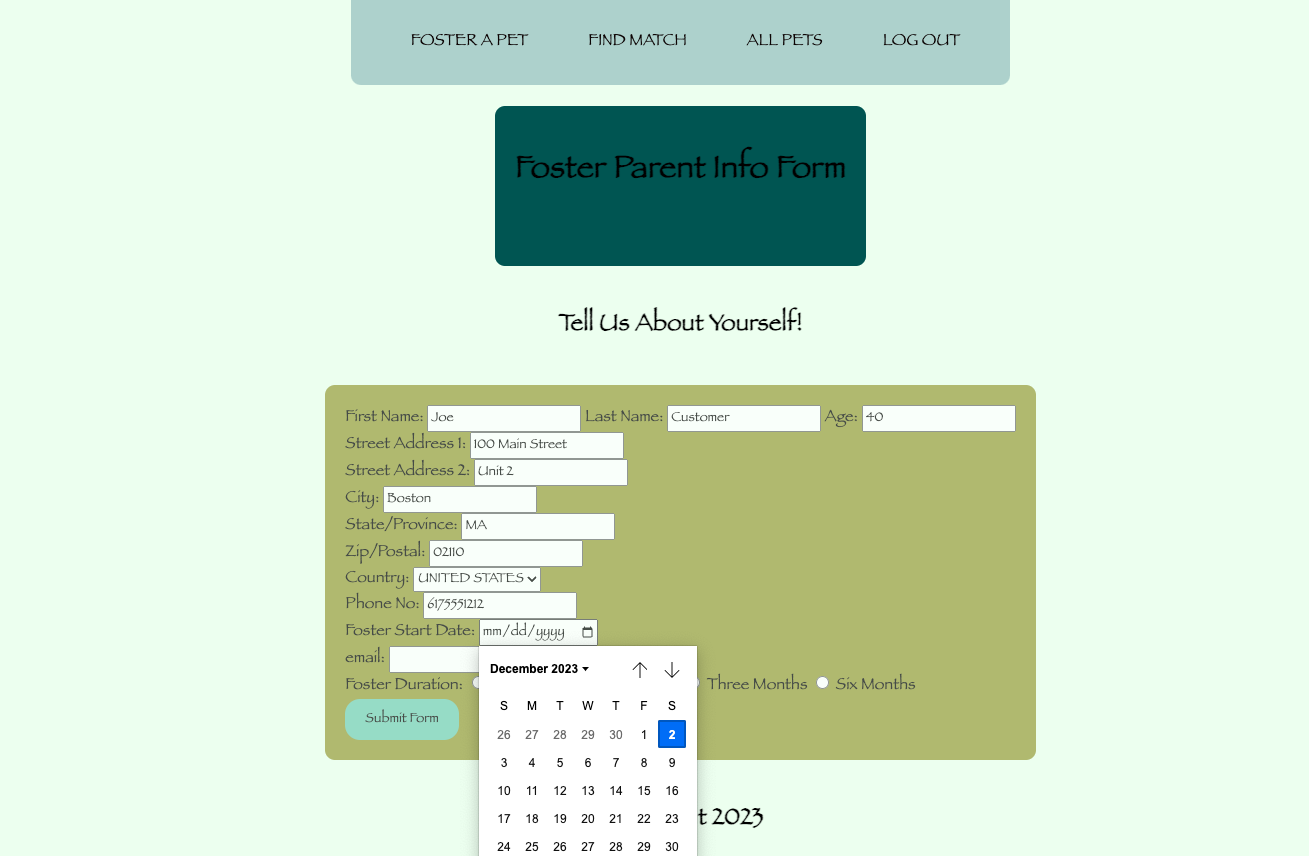 FOSTER A PET FIND MATCH ALL PETS LOG OUT
Foster Parent Info Form
Tell Us About Yourself!
First Name: Joe Last Name: Customer Age: 40
Street Address 1: 100 Main Street
Street Address 2: Unit 2
City: Boston
State/Province: MA
Zip/Postal: 02110
Country: UNITED STATES
Phone No: 6175551212
Foster Start Date: mm/dd/yyyy
email:
Foster Duration: Three Months Six Months
Submit Form
December 2023
S M T W T F S
26 27 28 29 30 1 2
3 4 5 6 7 8 9
10 11 12 13 14 15 16
17 18 19 20 21 22 23
24 25 26 27 28 29 30
2023